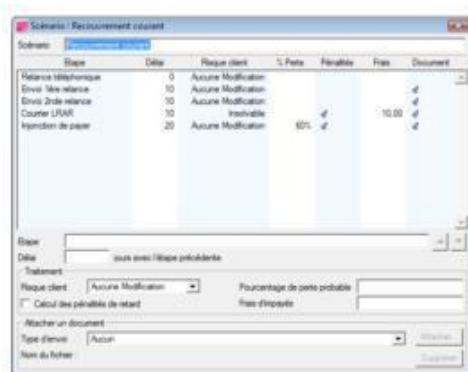 Scénario : Recouvrement courant
Scénario Recouvrement courant
Etape Délai Risque client % Perte Pénalités Frais Document
Relance téléphonique 0 Aucune Modification
Envoi 1ère relance 10 Aucune Modification
Envoi 2nde relance 10 Aucune Modification
Courrier LRAR 10 Insolvable 10,00
Injonction de payer 20 Aucune Modification 60%
Etape
Délai jours avec l'étape précédente
Traitement
Risque client Aucune Modification Pourcentage de perte probable
Calcul des pénalités de retard Frais d'impayés
Attacher un document
Type d'envoi Aucun Attacher
Nom du fichier Supprimer